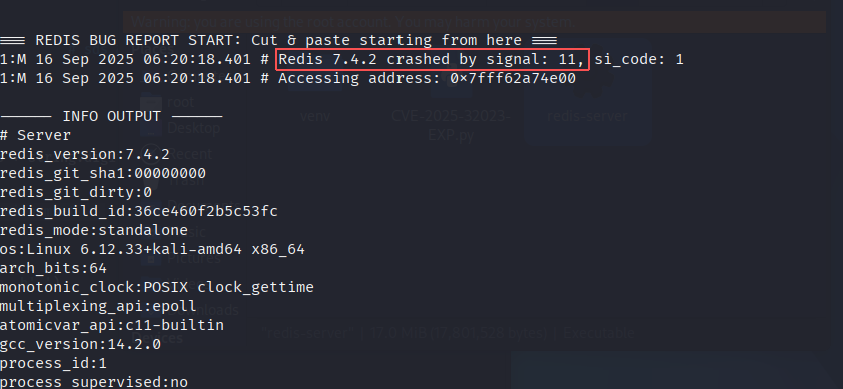 === REDIS BUG REPORT START: Cut & paste starting from here ===
1:M 16 Sep 2025 06:20:18.401 # Redis 7.4.2 crashed by signal: 11, si_code: 1
1:M 16 Sep 2025 06:20:18.401 # Accessing address: 0×7fff62a74e00
------ INFO OUTPUT ------
# Server
redis_version:7.4.2
redis_git_sha1:00000000
redis_git_dirty:0
redis_build_id:36ce460f2b5c53fc
redis_mode:standalone
os:Linux 6.12.33+kali-amd64 x86_64
arch_bits:64
monotonic_clock:POSIX clock_gettime
multiplexing_api:epoll
atomicvar_api:c11-builtin
gcc_version:14.2.0
process_id:1
process_supervised:no